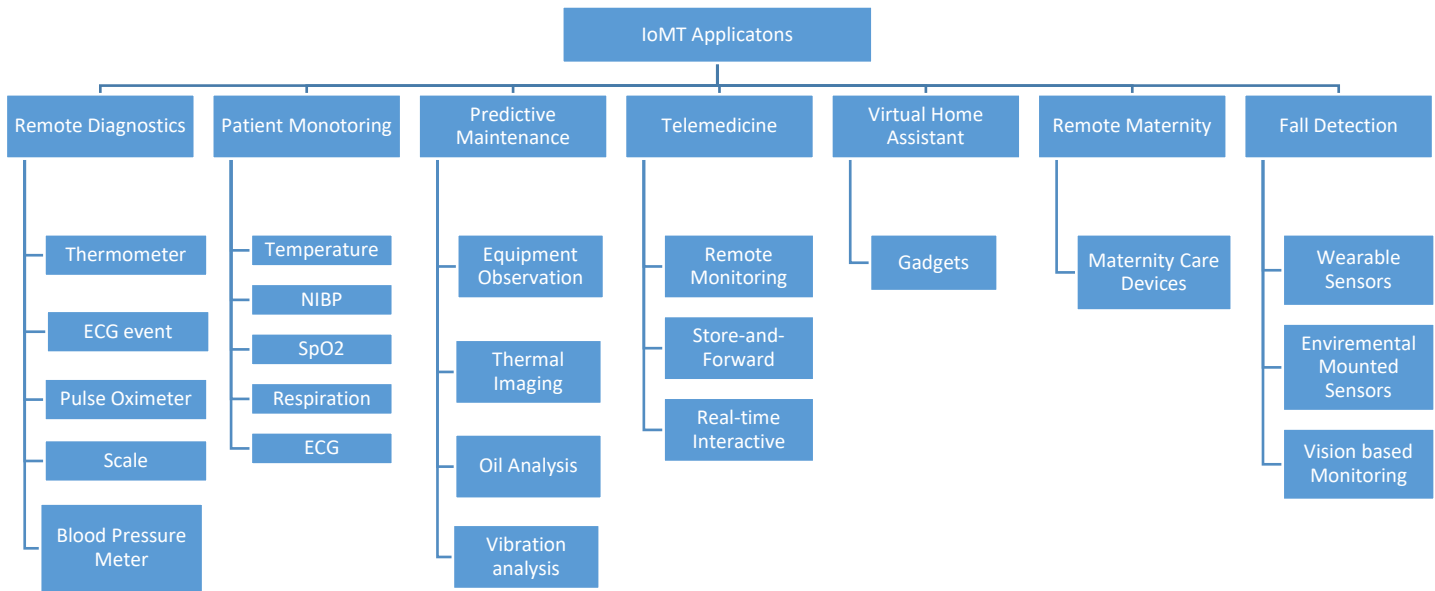 IoMT Applicatons
Remote Diagnostics
Patient Monotoring
Predictive
Maintenance
Telemedicine
Virtual Home
Assistant
Remote Maternity
Fall Detection
Thermometer
ECG event
Pulse Oximeter
Scale
Blood Pressure
Meter
Temperature
NIBP
SpO2
Respiration
ECG
Equipment
Observation
Thermal
Imaging
Oil Analysis
Vibration
analysis
Remote
Monitoring
Store-and-
Forward
Real-time
Interactive
Gadgets
Maternity Care
Devices
Wearable
Sensors
Enviremental
Mounted
Sensors
Vision based
Monitoring